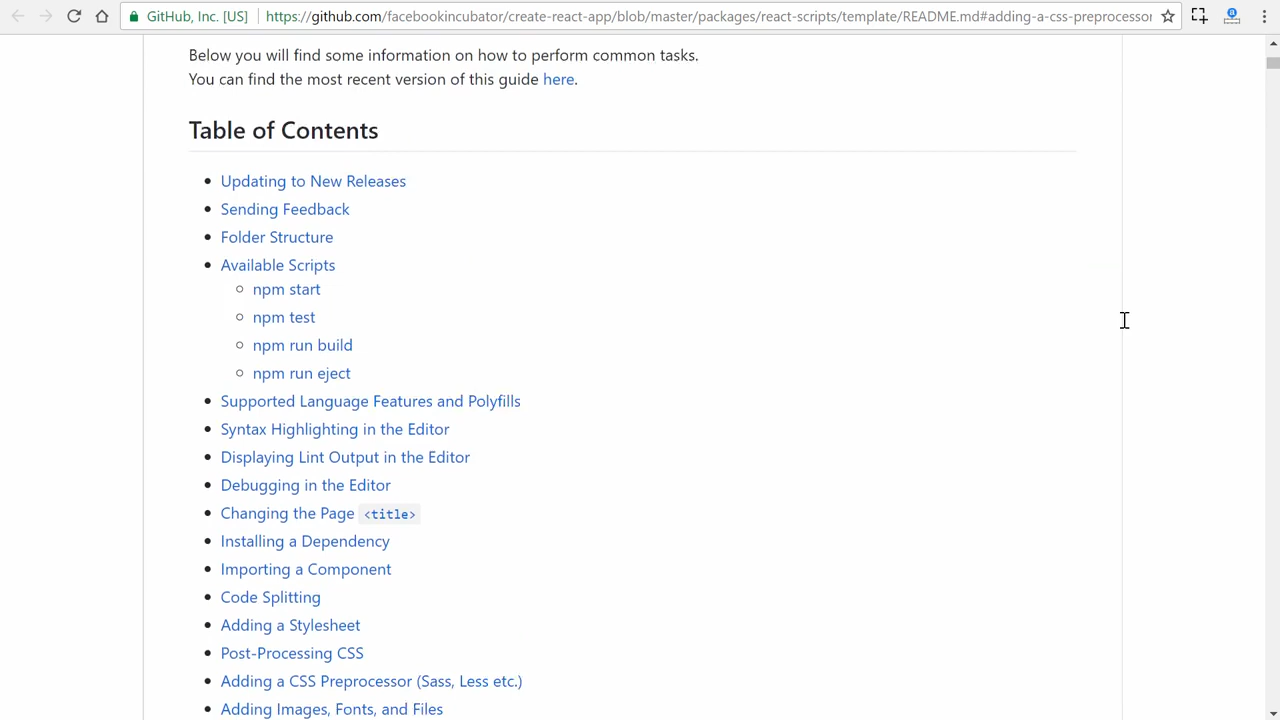 GitHub, Inc. [US]
https://github.com/facebookincubator/create-react-app/blob/master/packages/react-scripts/template/README.md#adding-a-css-preprocessor
Below you will find some information on how to perform common tasks.
You can find the most recent version of this guide here.
Table of Contents
Updating to New Releases
Sending Feedback
Folder Structure
Available Scripts
npm start
npm test
npm run build
npm run eject
Supported Language Features and Polyfills
Syntax Highlighting in the Editor
Displaying Lint Output in the Editor
Debugging in the Editor
Changing the Page <title>
Installing a Dependency
Importing a Component
Code Splitting
Adding a Stylesheet
Post-Processing CSS
Adding a CSS Preprocessor (Sass, Less etc.)
Adding Images, Fonts, and Files